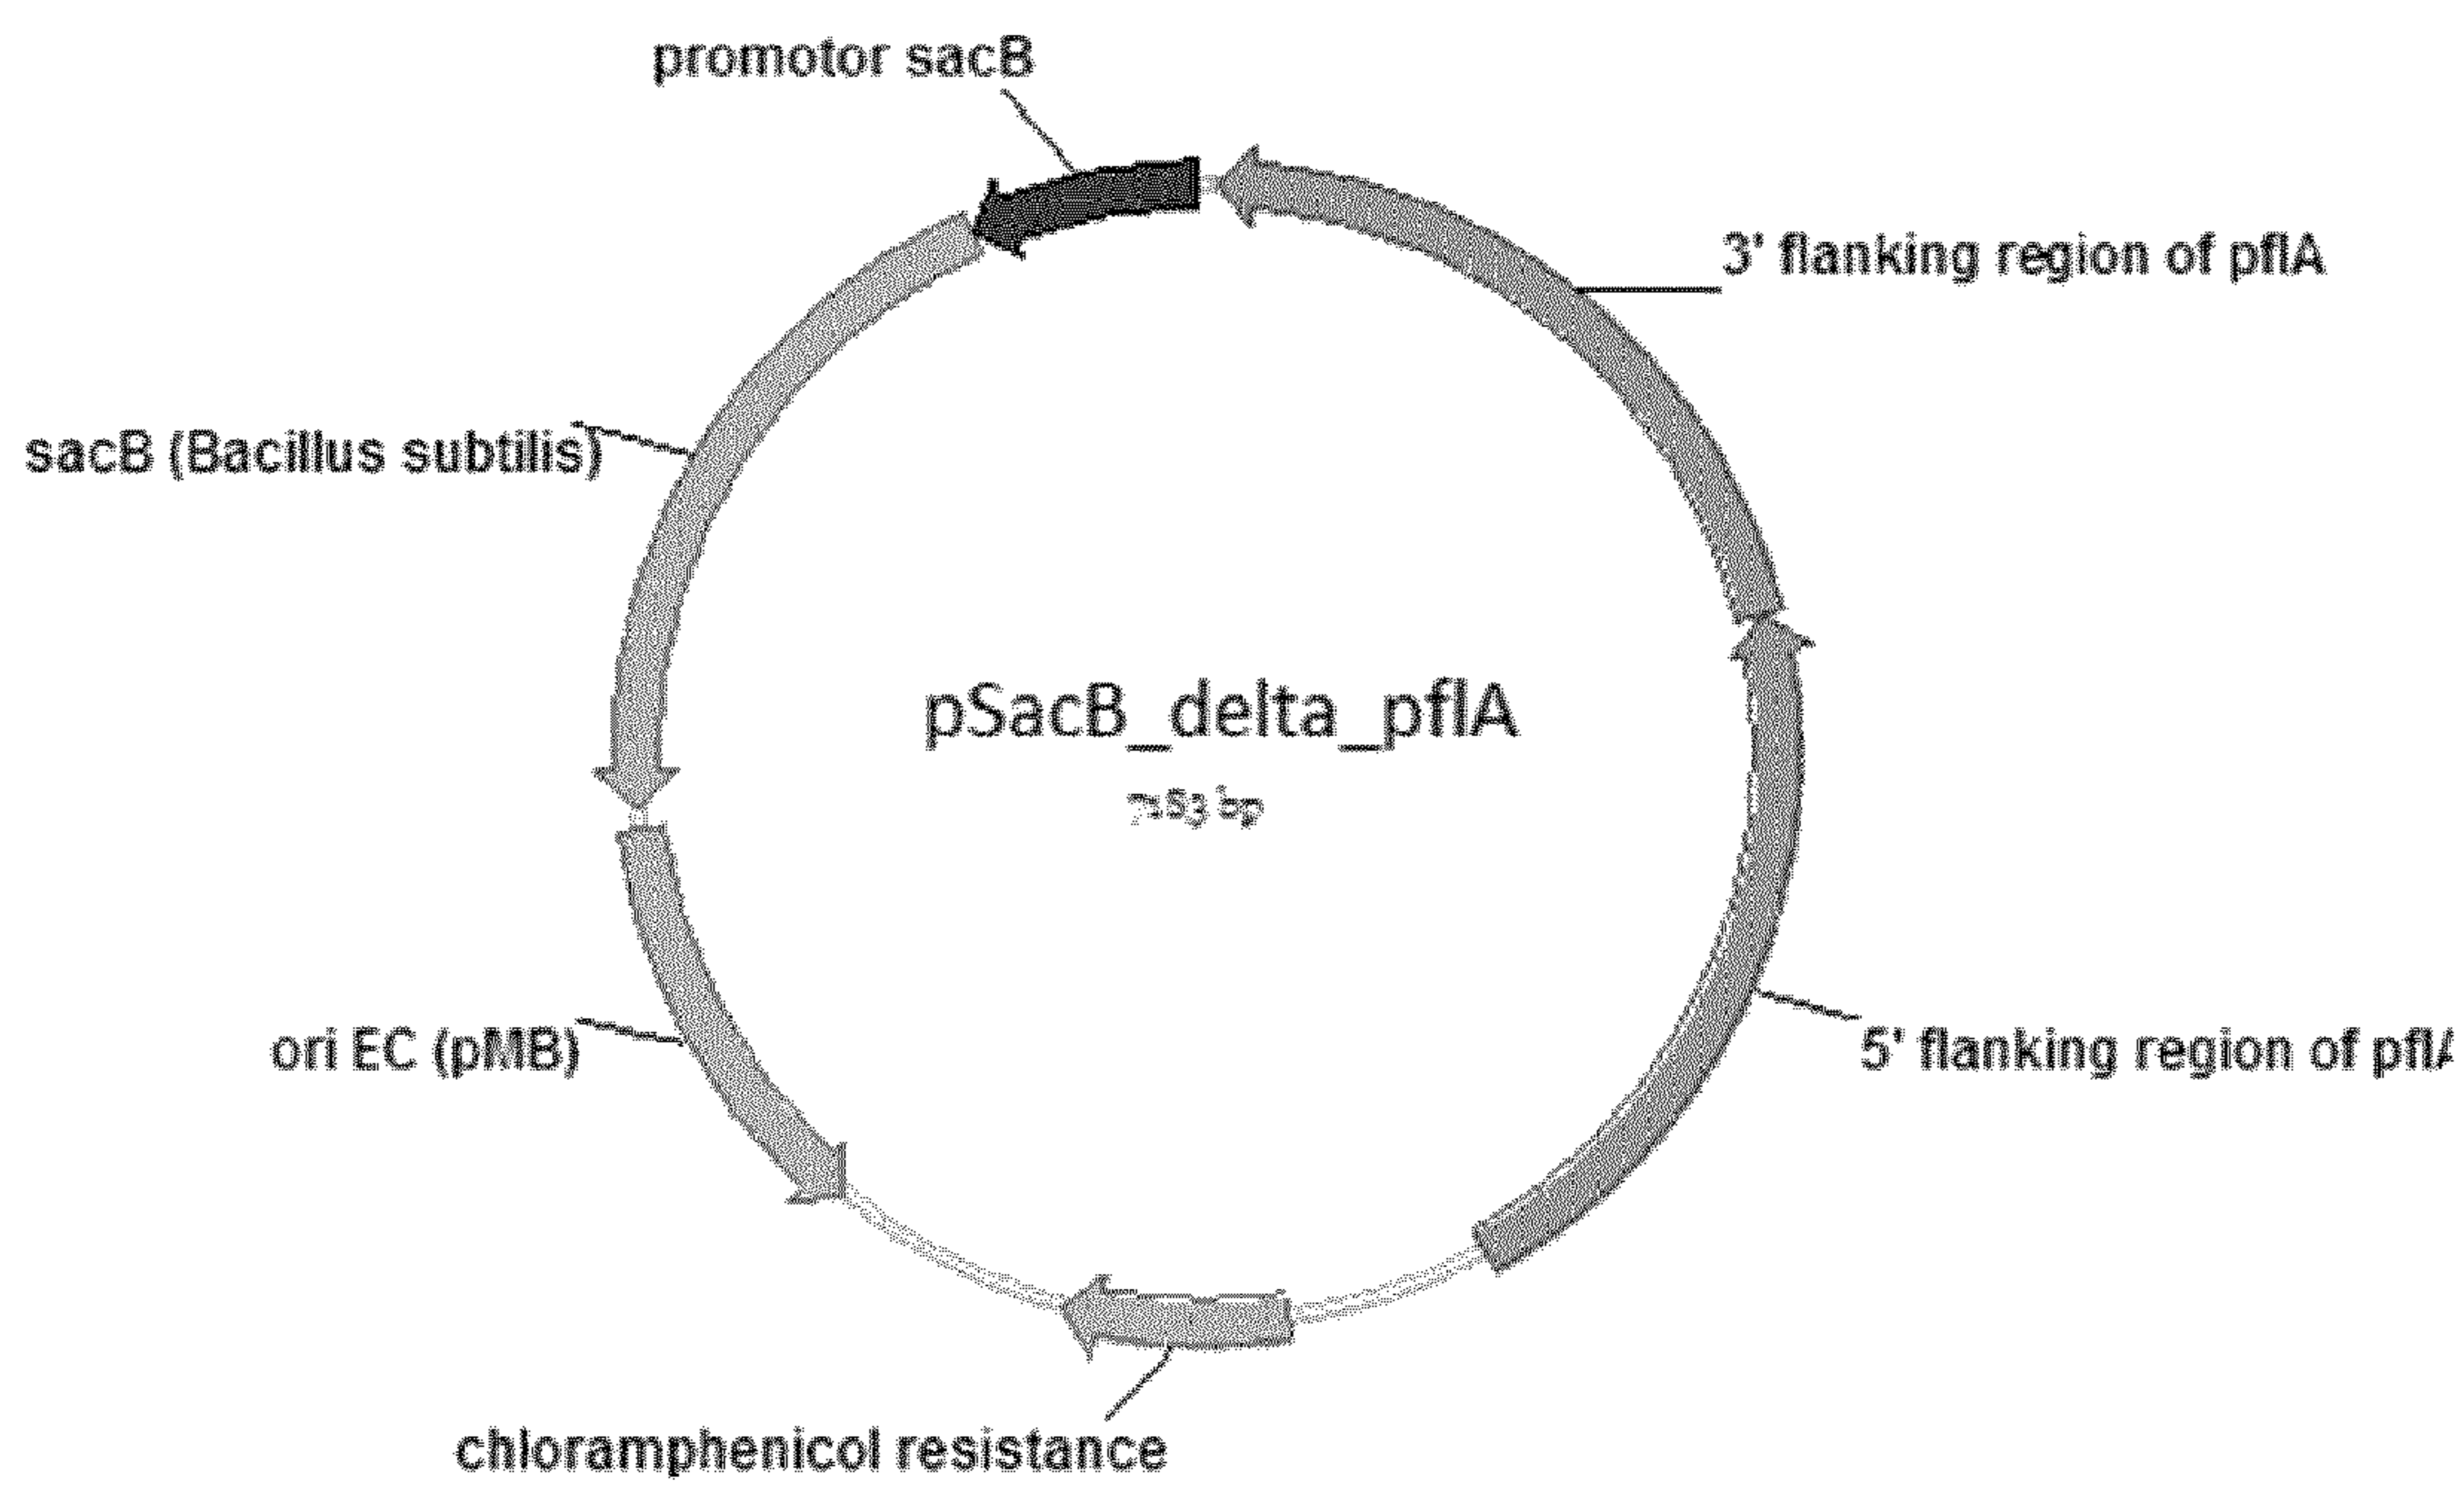 promotor sacB
3' flanking region of pflA
sacB (Bacillus subtilis)
pSacB_delta_pflA
bp
ori EC (pMB)
5' flanking region of pfl
chloramphenicol resistance